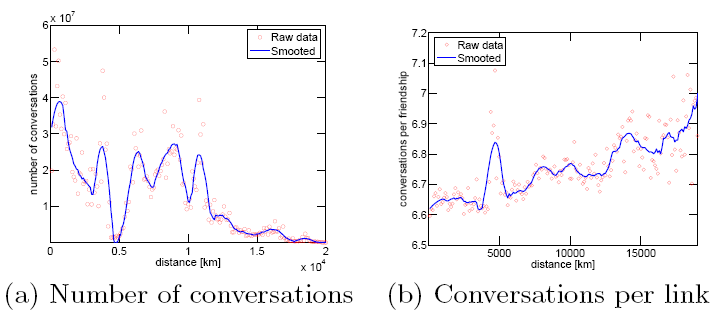 6 x 10^7
5
4
3
2
1
number of conversations
Raw data
Smooted
0 0.5 1 1.5 2
distance [km]
x 10^4
(a) Number of conversations
7.2
7.1
7
6.9
6.8
6.7
6.6
6.5
conversations per friendship
Raw data
Smooted
5000 10000 15000
distance [km]
(b) Conversations per link